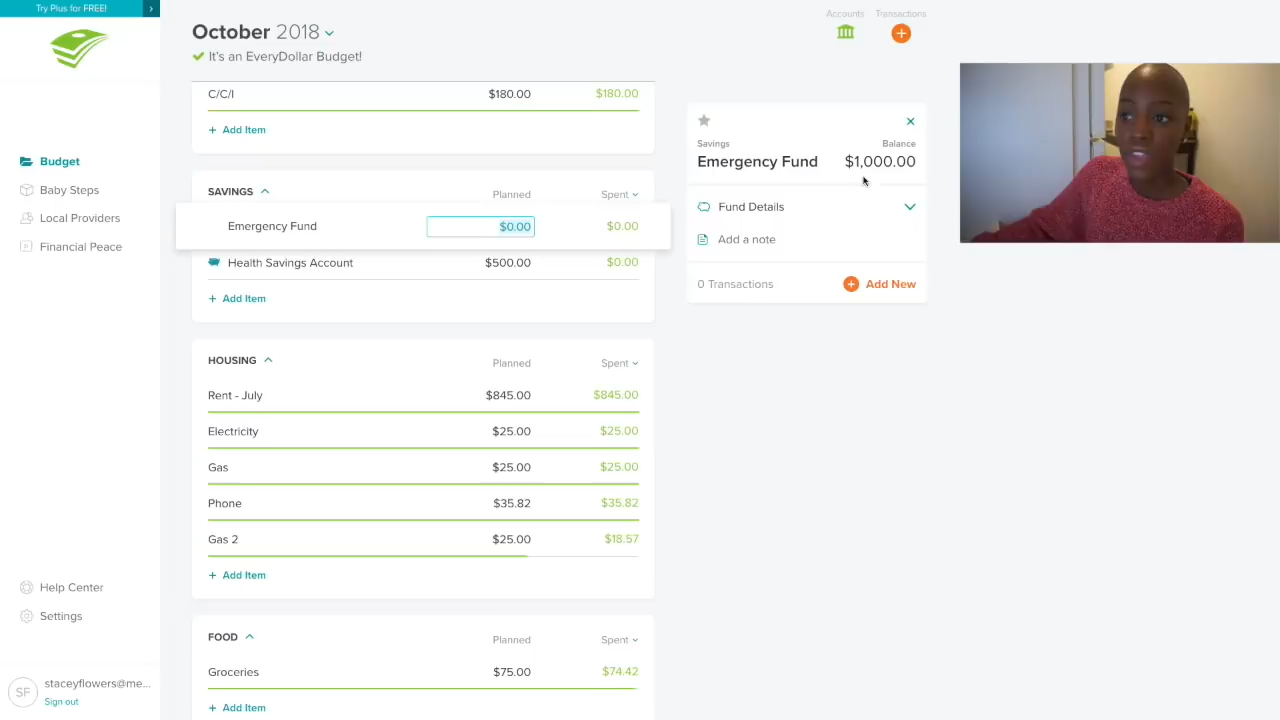 Try Plus for FREE!
Budget
Baby Steps
Local Providers
Financial Peace
Help Center
Settings
SF
staceyflowers@me...
Sign out
October 2018
It's an EveryDollar Budget!
Accounts
Transactions
C/C/I $180.00 $180.00
+ Add Item
SAVINGS Planned Spent
Emergency Fund $0.00 $0.00
Health Savings Account $500.00 $0.00
+ Add Item
HOUSING Planned Spent
Rent - July $845.00 $845.00
Electricity $25.00 $25.00
Gas $25.00 $25.00
Phone $35.82 $35.82
Gas 2 $25.00 $18.57
+ Add Item
FOOD Planned Spent
Groceries $75.00 $74.42
+ Add Item
Savings Balance
Emergency Fund $1,000.00
Fund Details
Add a note
0 Transactions Add New